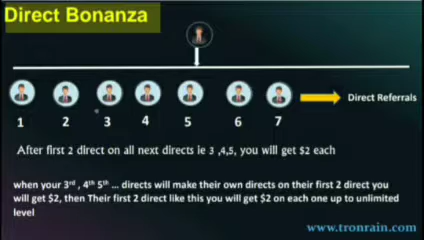 Direct Bonanza
1 2 3 4 5 6 7
Direct Referrals
After first 2 direct on all next directs ie 3 ,4,5, you will get $2 each
when your 3rd , 4th 5th ... directs will make their own directs on their first 2 direct you
will get $2, then Their first 2 direct like this you will get $2 on each one up to unlimited
level
www.tronrain.com